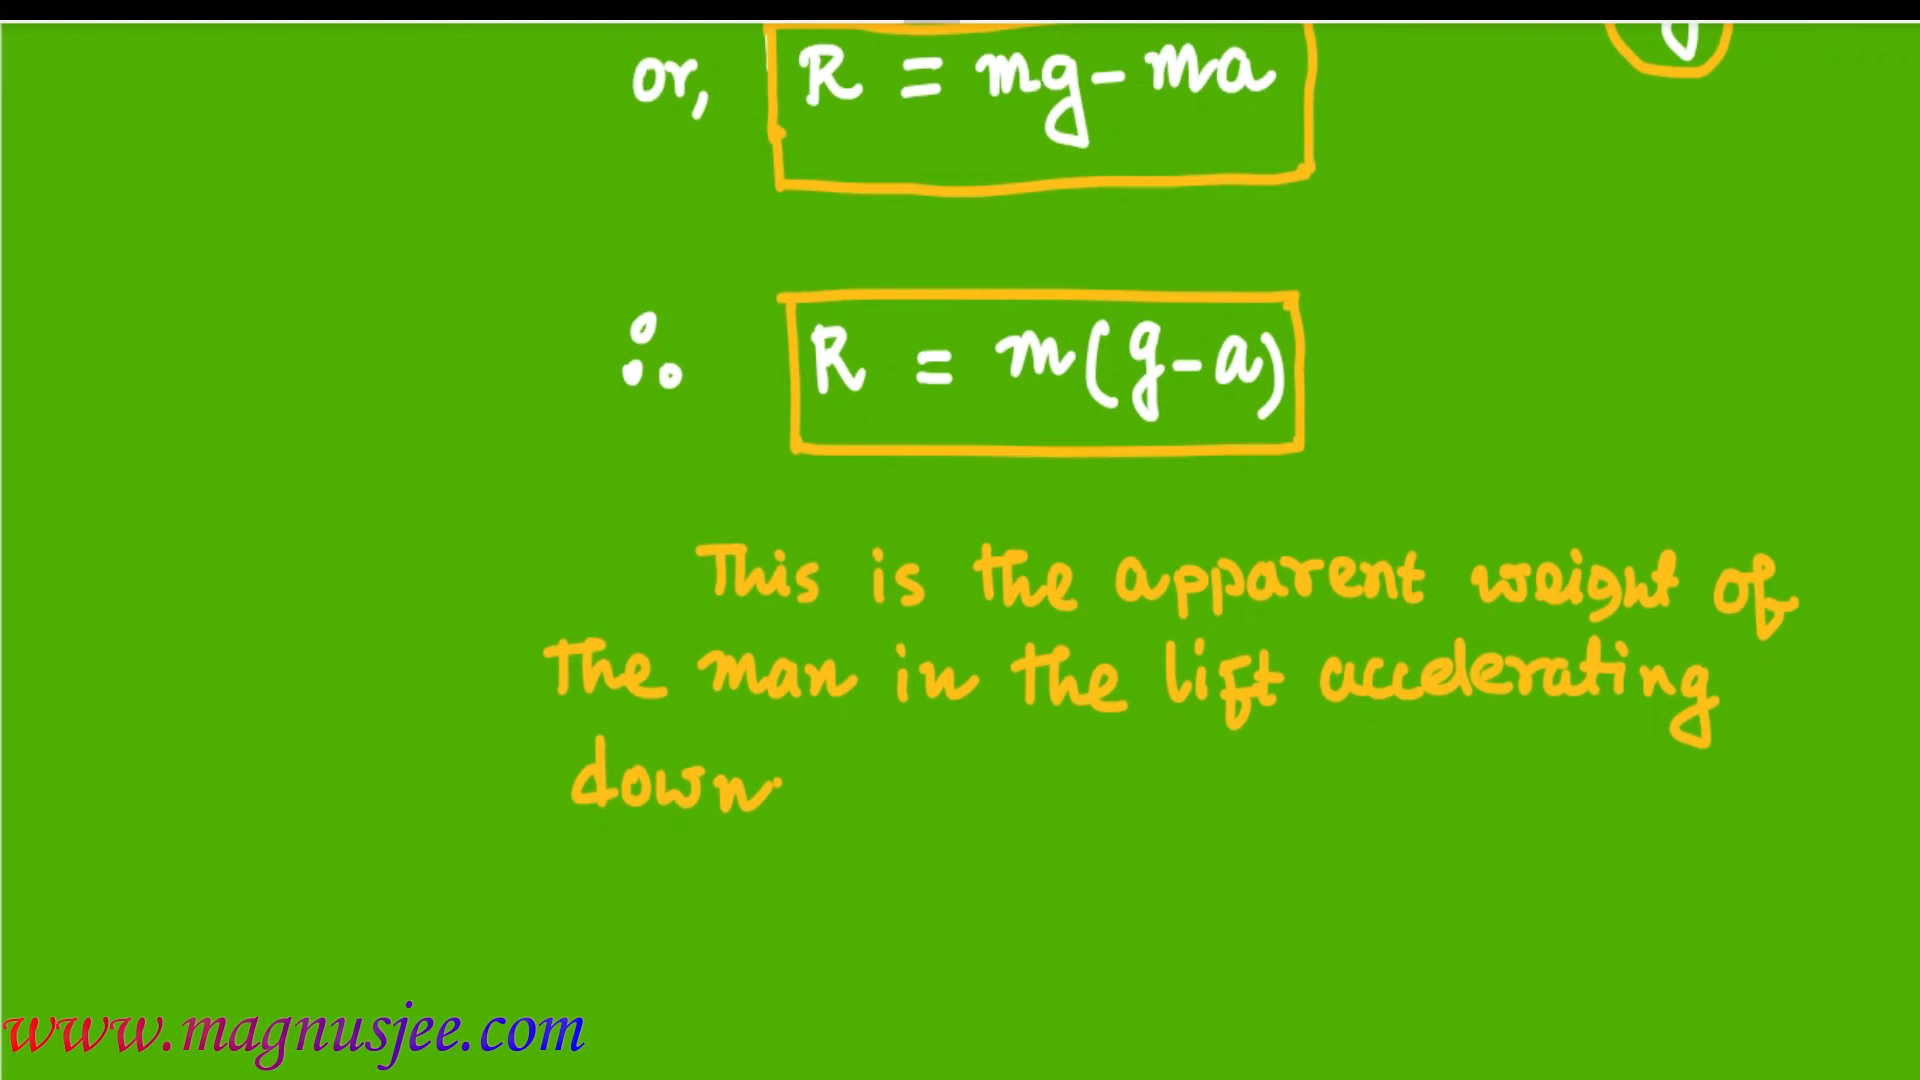 or, R = mg - ma
∴ R = m(g-a)
This is the apparent weight of
the man in the lift accelerating
down.
www.magnusjee.com